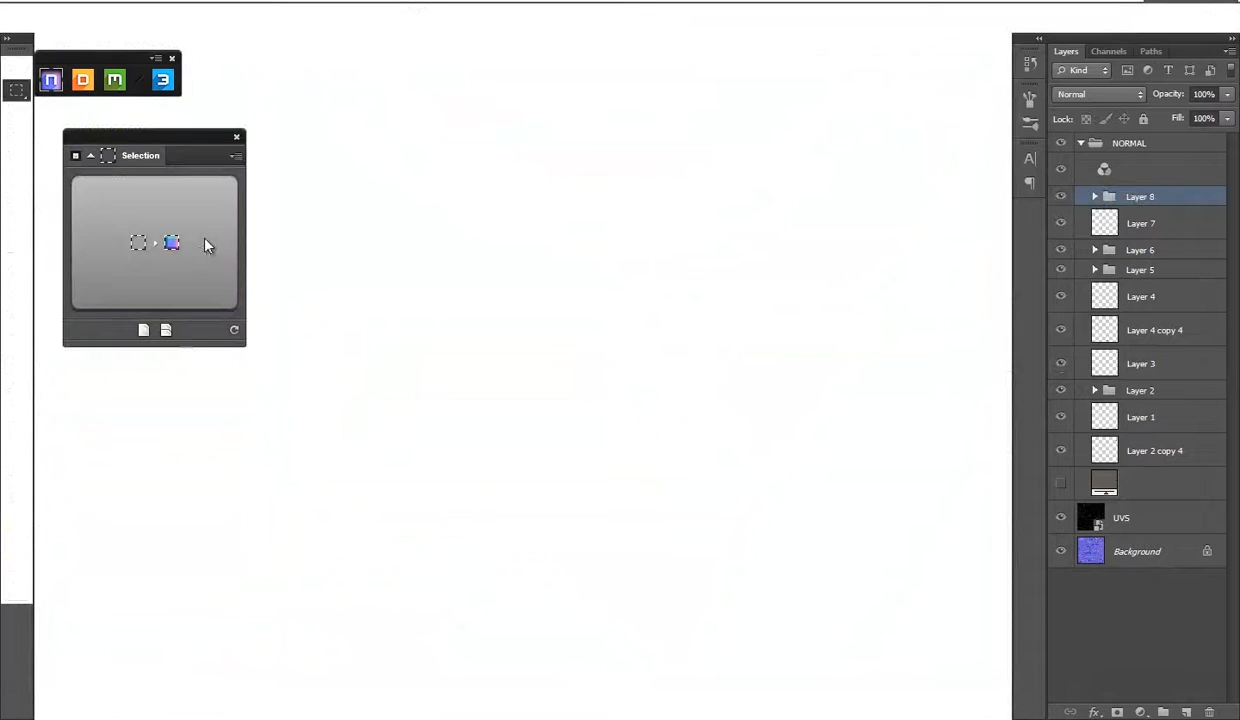 n D m 3
Selection
Layers Channels Paths
Kind
Normal Opacity: 100%
Lock: Fill: 100%
NORMAL
Layer 8
Layer 7
Layer 6
Layer 5
Layer 4
Layer 4 copy 4
Layer 3
Layer 2
Layer 1
Layer 2 copy 4
UVS
Background